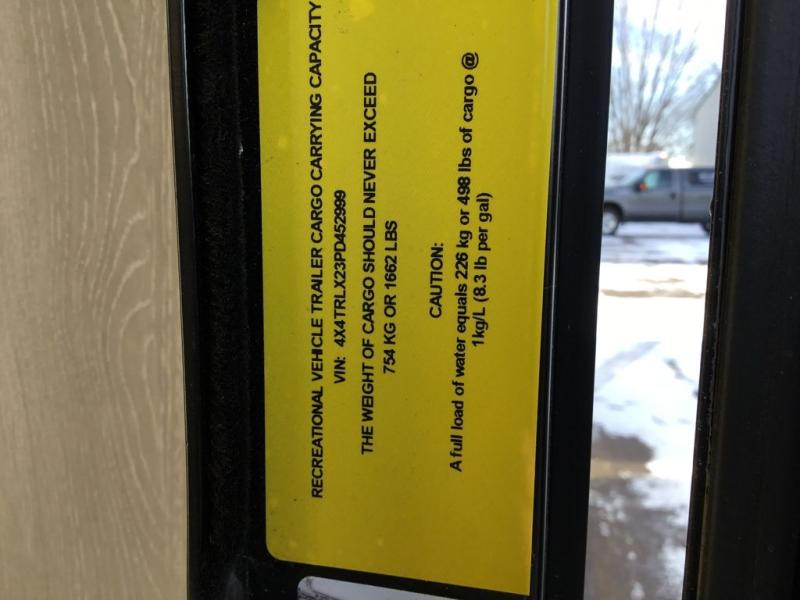 RECREATIONAL VEHICLE TRAILER CARGO CARRYING CAPACITY
VIN: 4X4TRLX23PD452999
THE WEIGHT OF CARGO SHOULD NEVER EXCEED
754 KG OR 1662 LBS
CAUTION:
A full load of water equals 226 kg or 498 lbs of cargo @
1kg/L (8.3 lb per gal)